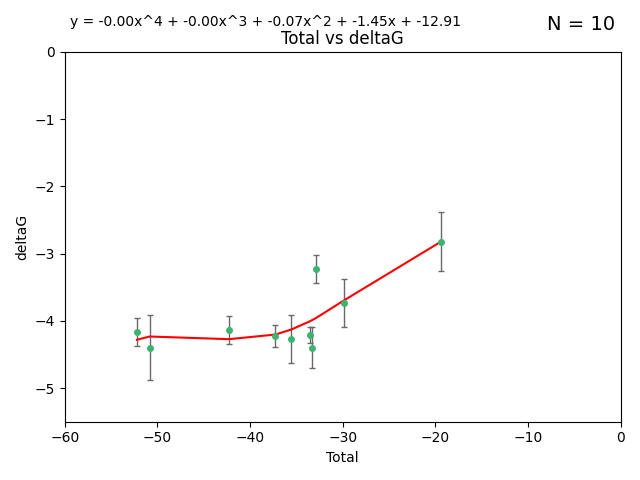 y = -0.00x^4 + -0.00x^3 + -0.07x^2 + -1.45x + -12.91
N = 10
Total vs deltaG
0
−1
−2
−3
−4
−5
deltaG
−60 −50 −40 −30 −20 −10 0
Total